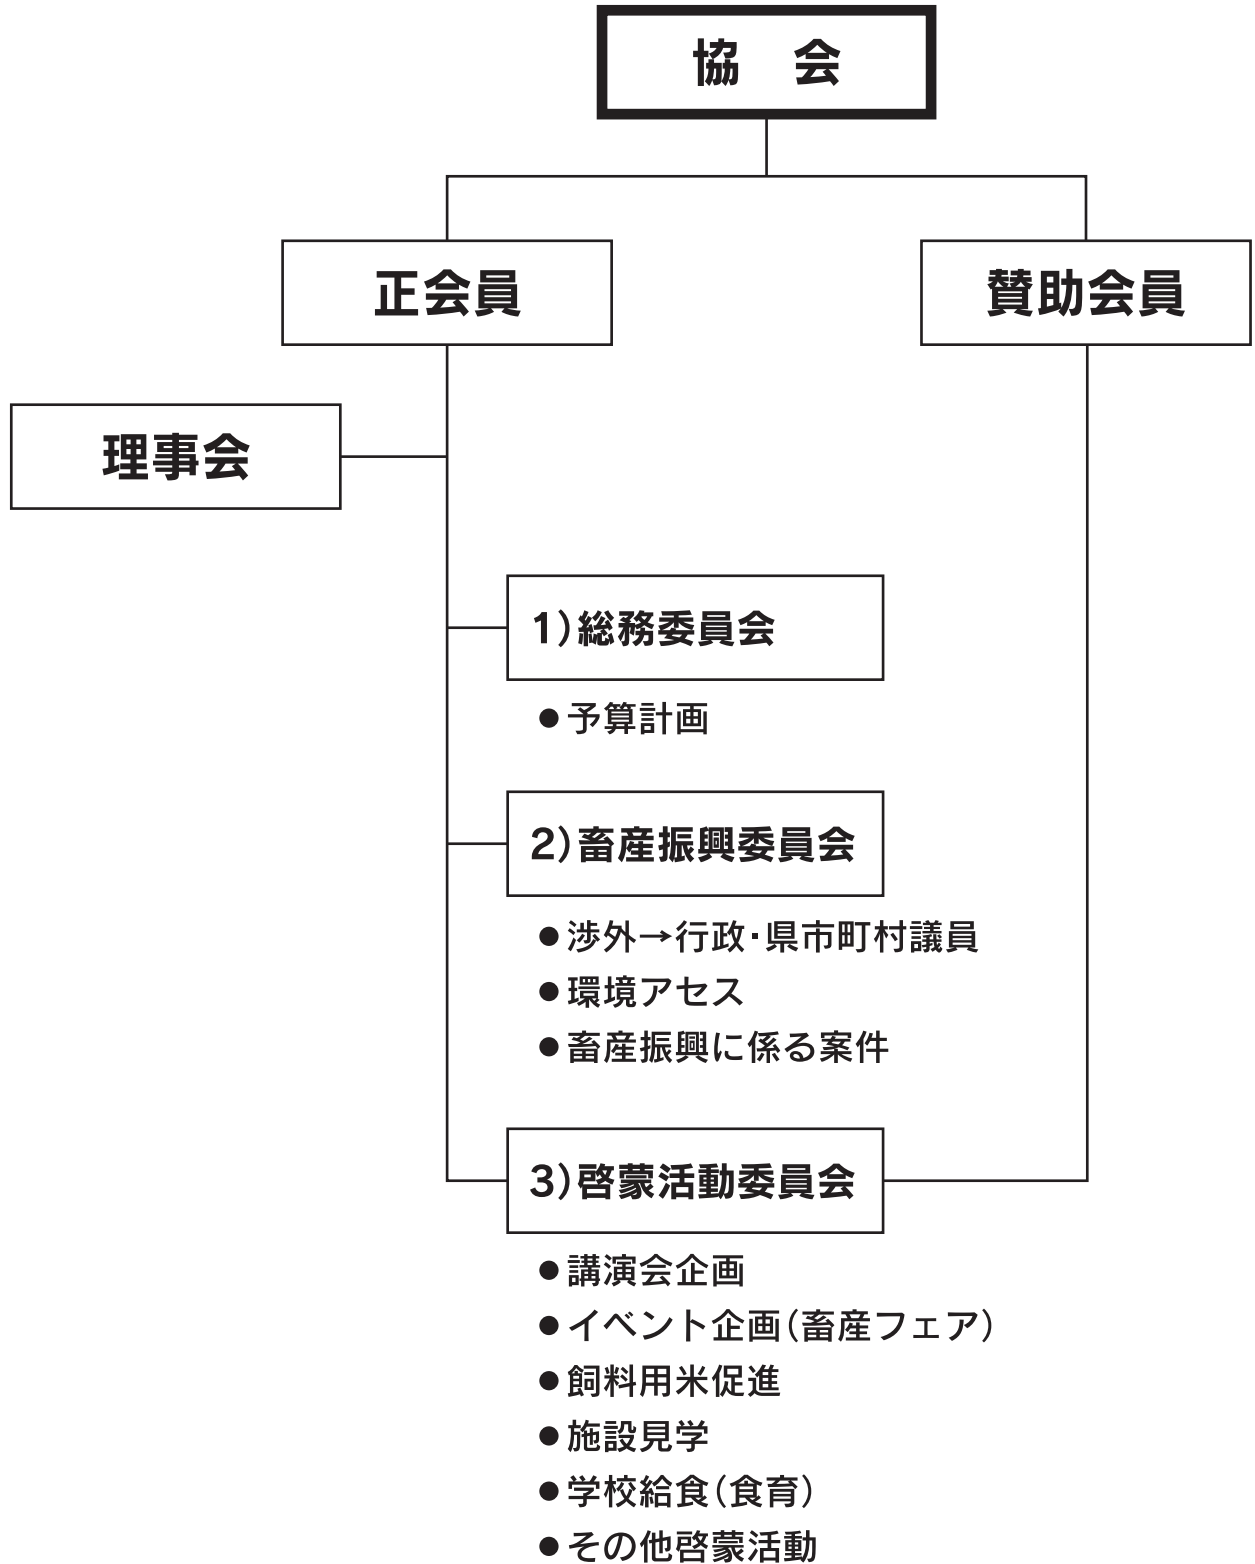 協　会
正会員
賛助会員
理事会
1）総務委員会
●予算計画
2）畜産振興委員会
●渉外→行政・県市町村議員
●環境アセス
●畜産振興に係る案件
3）啓蒙活動委員会
●講演会企画
●イベント企画（畜産フェア）
●飼料用米促進
●施設見学
●学校給食（食育）
●その他啓蒙活動